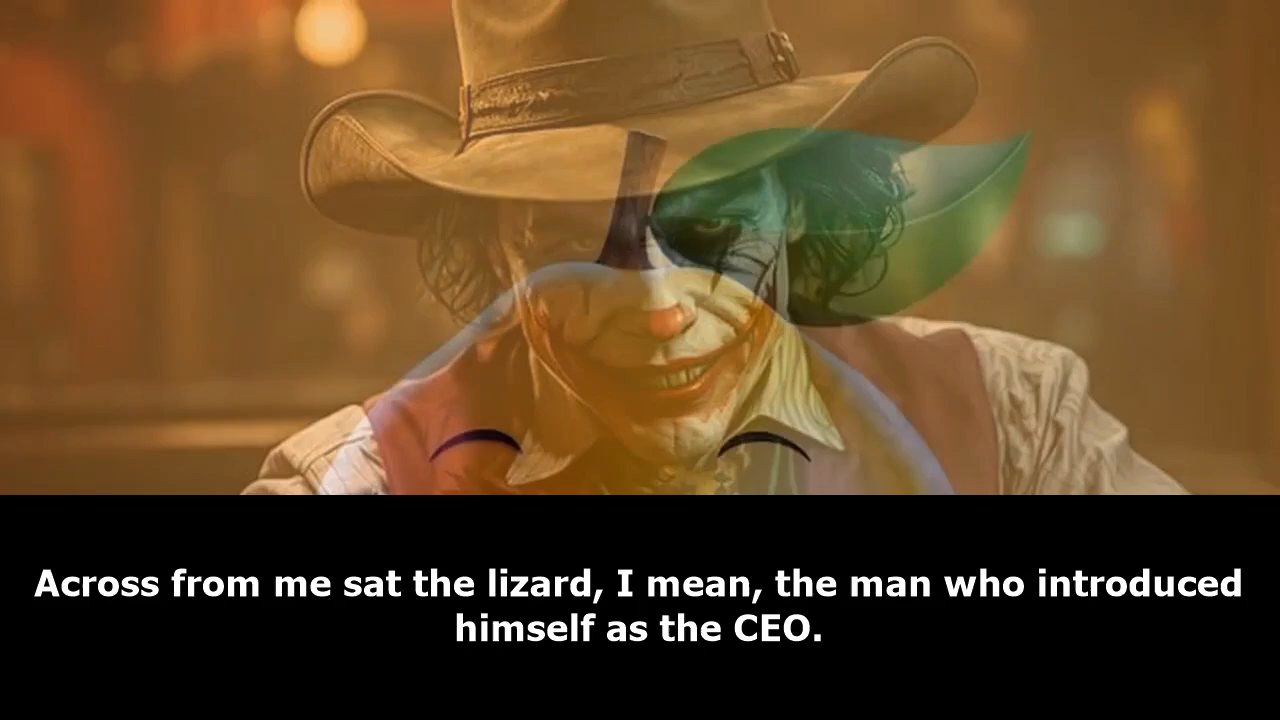 Across from me sat the lizard, I mean, the man who introduced
himself as the CEO.